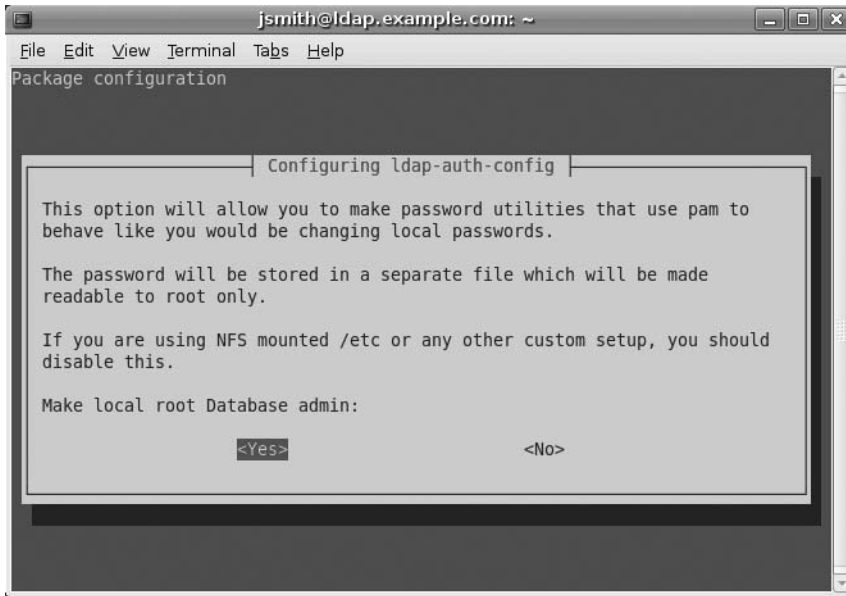 jsmith@ldap.example.com: ~
File Edit View Terminal Tabs Help
Package configuration
Configuring ldap-auth-config
This option will allow you to make password utilities that use pam to
behave like you would be changing local passwords.
The password will be stored in a separate file which will be made
readable to root only.
If you are using NFS mounted /etc or any other custom setup, you should
disable this.
Make local root Database admin:
<Yes> <No>